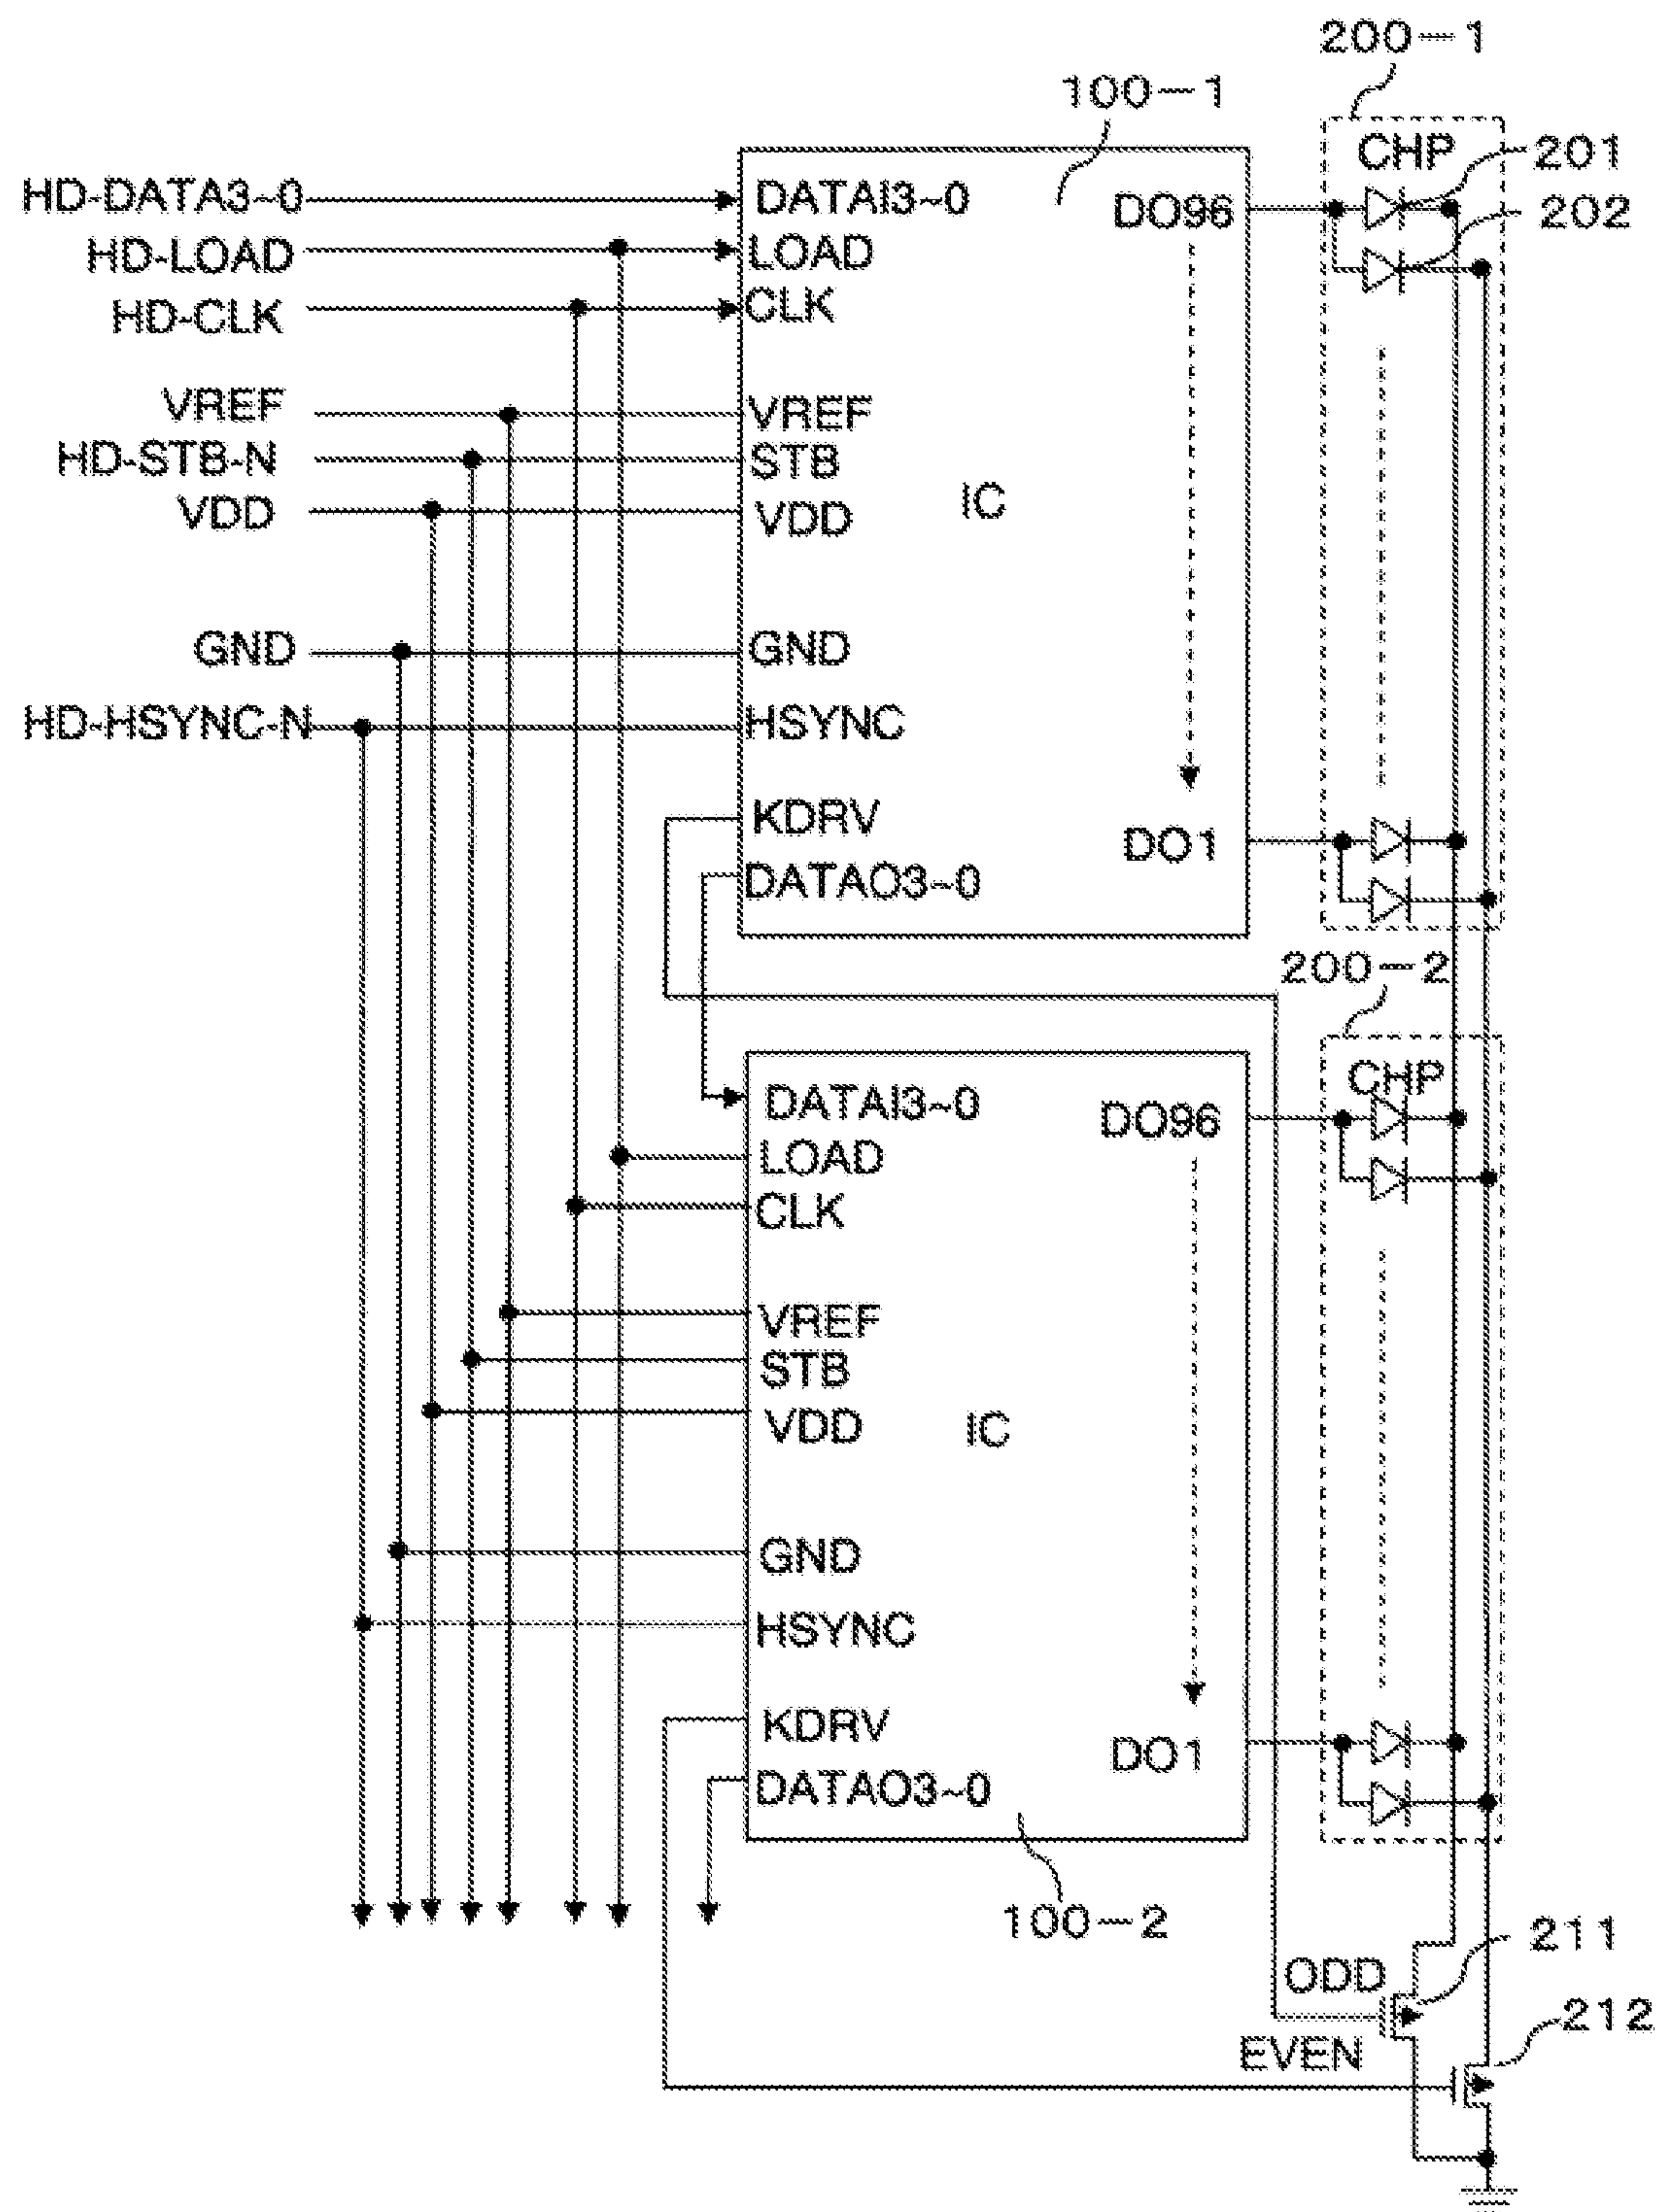 200-1
100-1
CHP
201
HD-DATA3~0
DATAI3~0
DO96
202
HD-LOAD
LOAD
HD-CLK
CLK
VREF
VREF
HD-STB-N
STB
IC
VDD
VDD
GND
GND
HD-HSYNC-N
HSYNC
KDRV
DO1
DATAO3~0
200-2
CHP
DATAI3~0
DO96
LOAD
CLK
VREF
STB
VDD
IC
GND
HSYNC
KDRV
DO1
DATAO3~0
100-2
211
ODD
212
EVEN